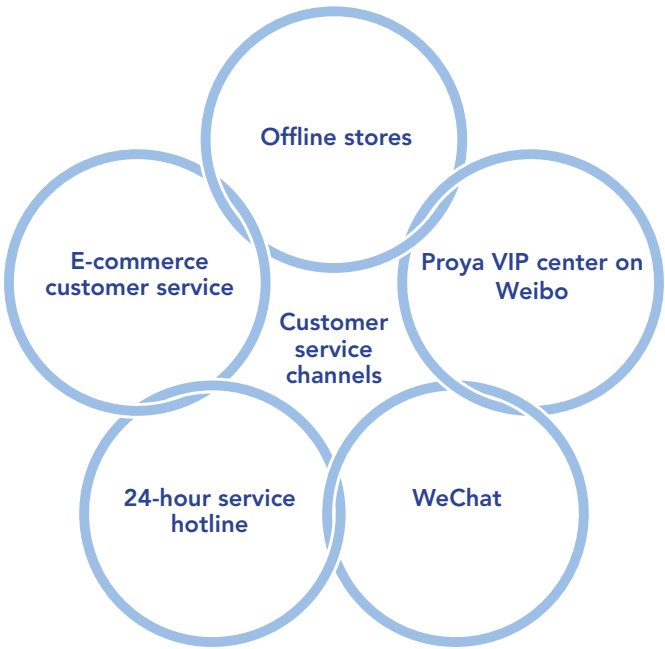 Offline stores
E-commerce
customer service
Proya VIP center on
Weibo
Customer
service
channels
24-hour service
hotline
WeChat